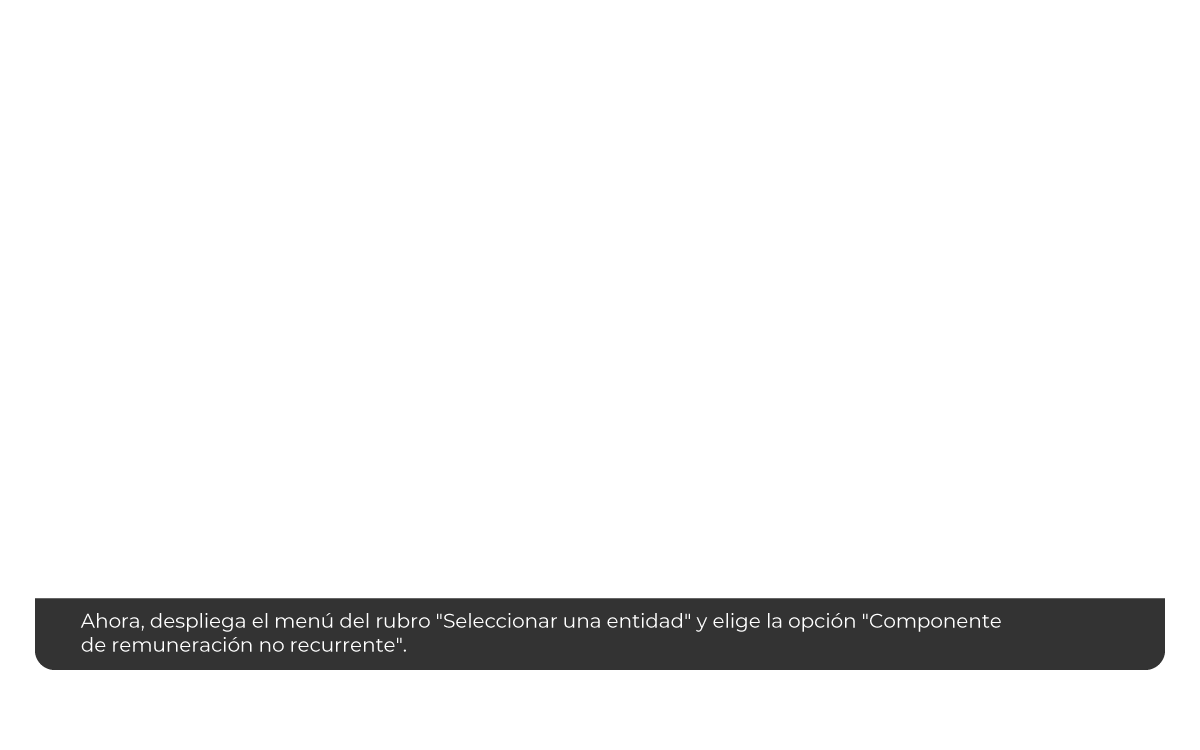 Ahora, despliega el menú del rubro "Seleccionar una entidad" y elige la opción "Componente
de remuneración no recurrente".